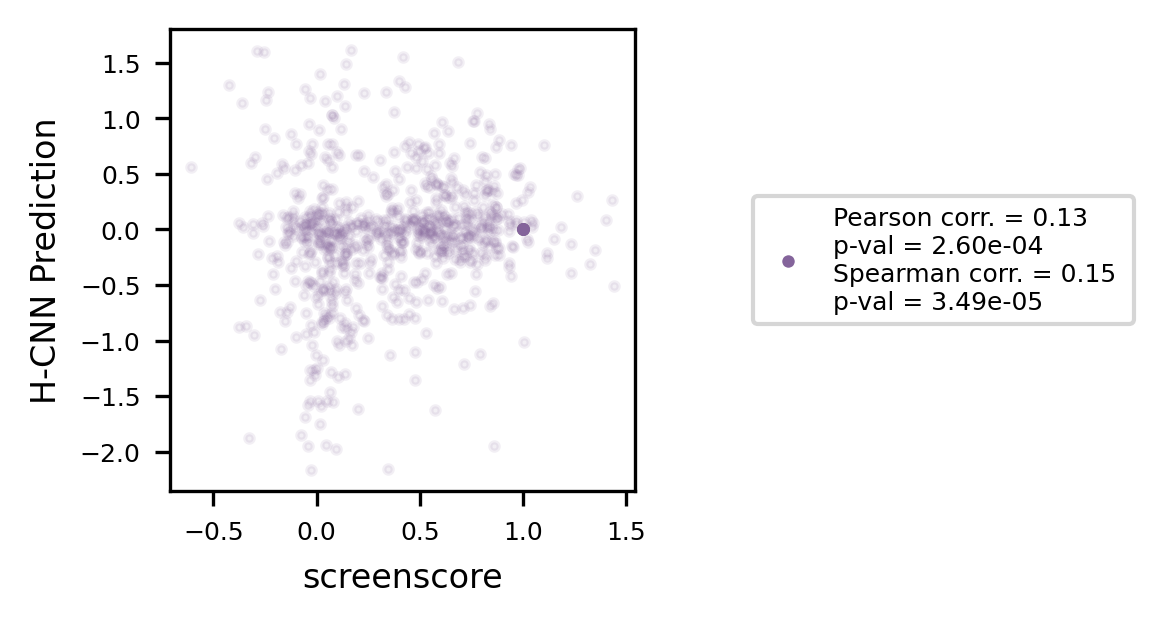 H-CNN Prediction
1.5
1.0
0.5
0.0
−0.5
−1.0
−1.5
−2.0
−0.5 0.0 0.5 1.0 1.5
screenscore
Pearson corr. = 0.13
p-val = 2.60e-04
Spearman corr. = 0.15
p-val = 3.49e-05